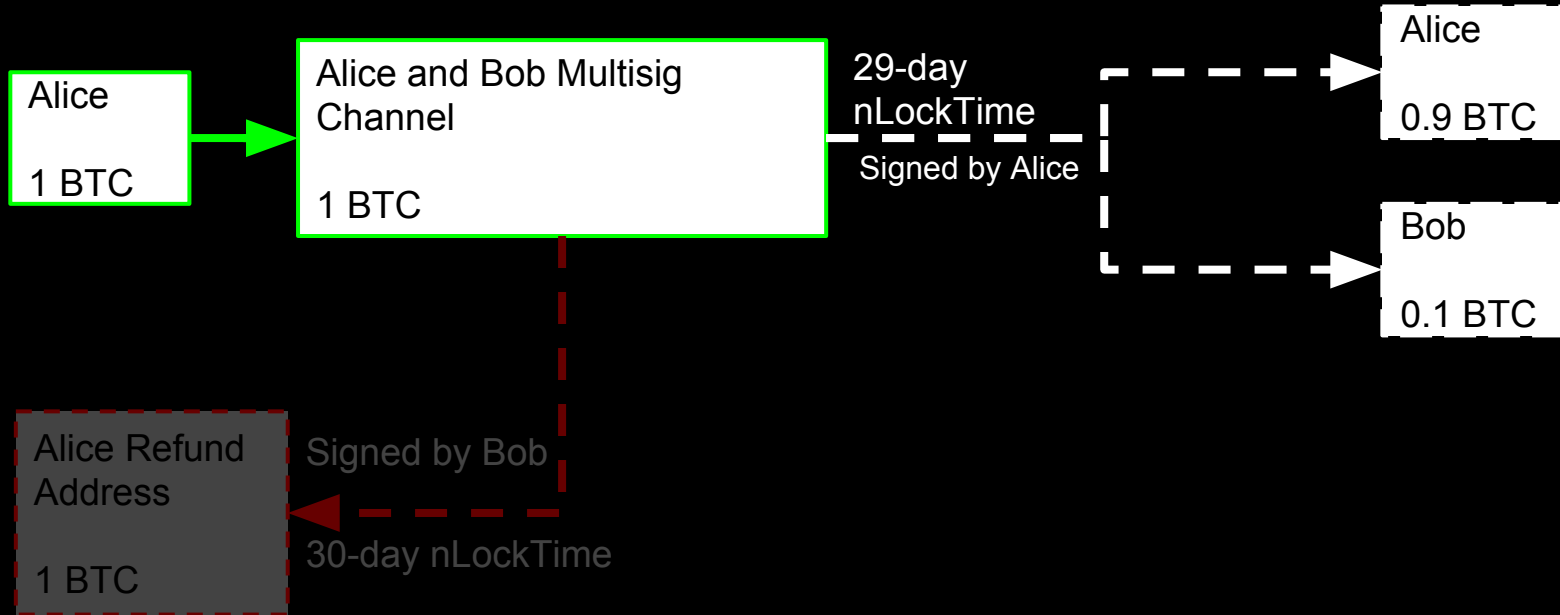 Alice
1 BTC
Alice and Bob Multisig
Channel
1 BTC
29-day
nLockTime
Signed by Alice
Alice
0.9 BTC
Bob
0.1 BTC
Alice Refund
Address
1 BTC
Signed by Bob
30-day nLockTime